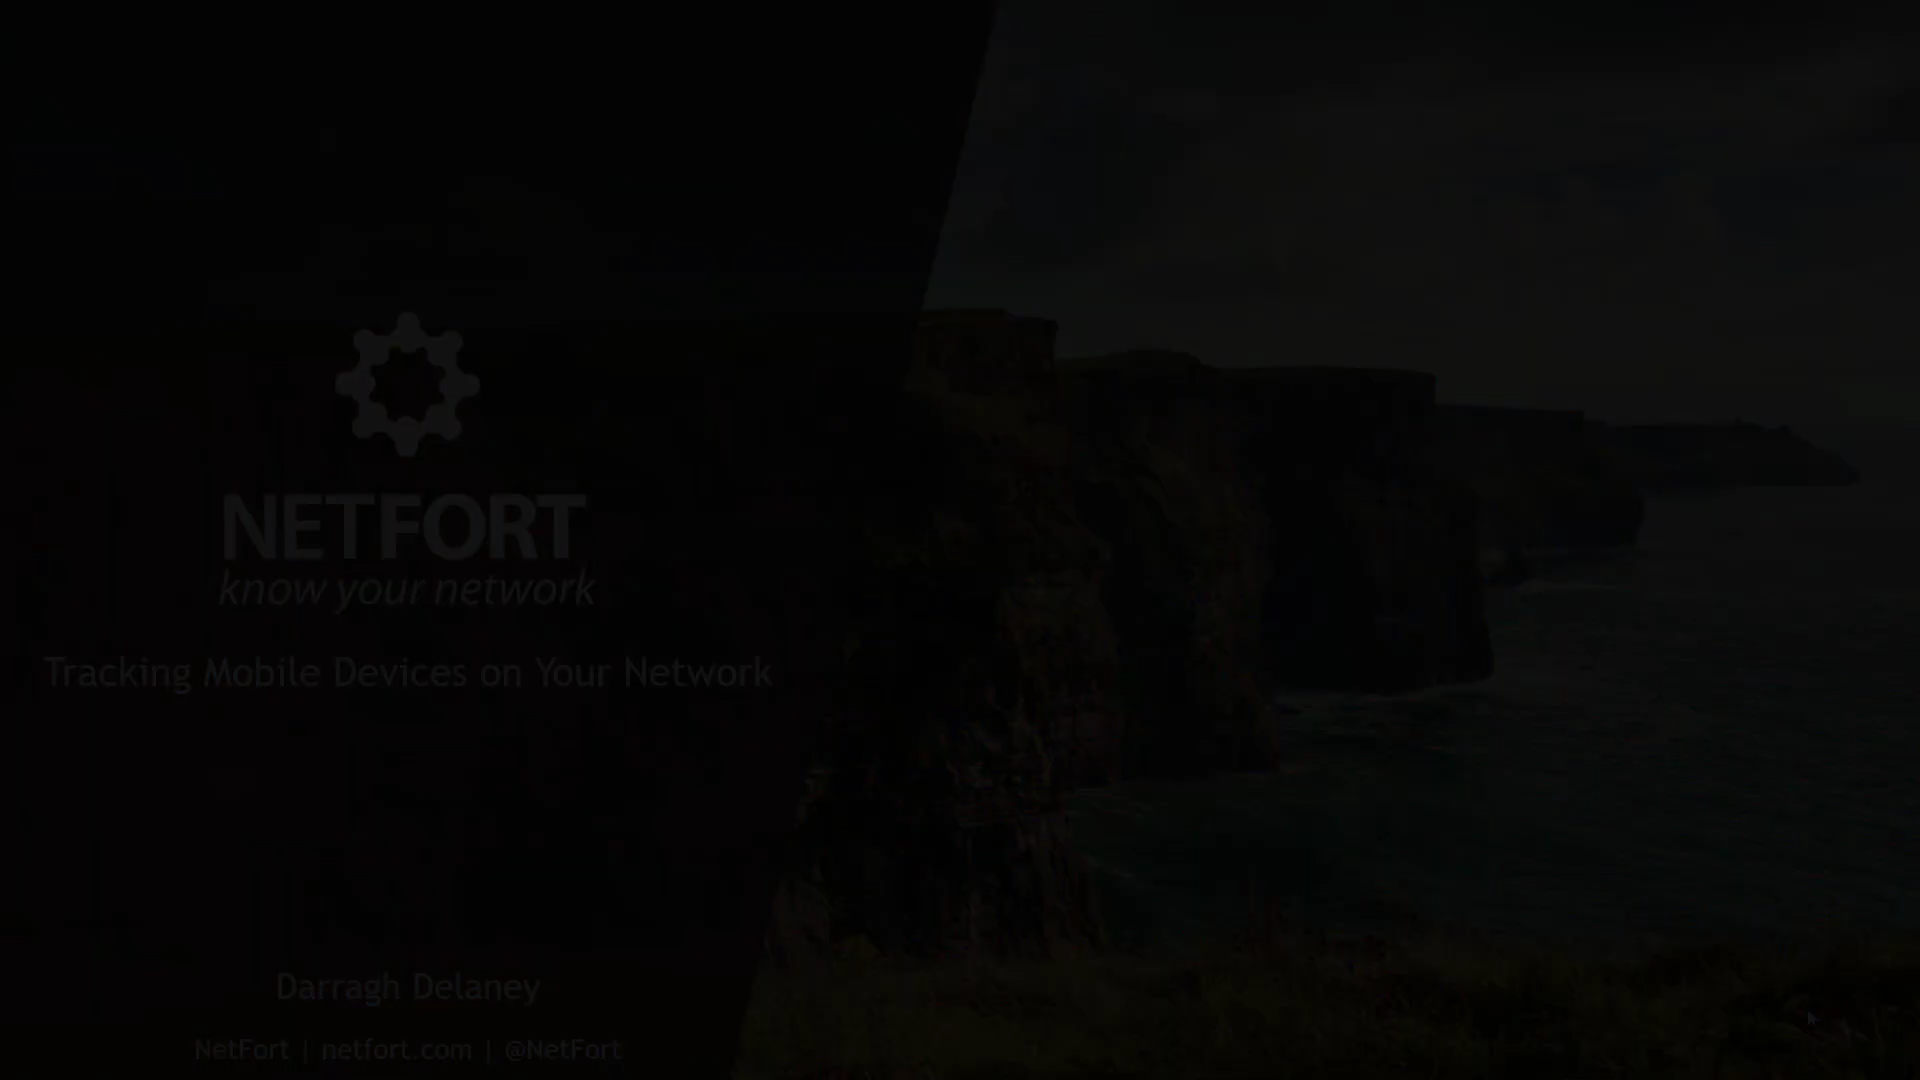 NETFORT
know your network
Tracking Mobile Devices on Your Network
Darragh Delaney
NetFort | netfort.com | @NetFort